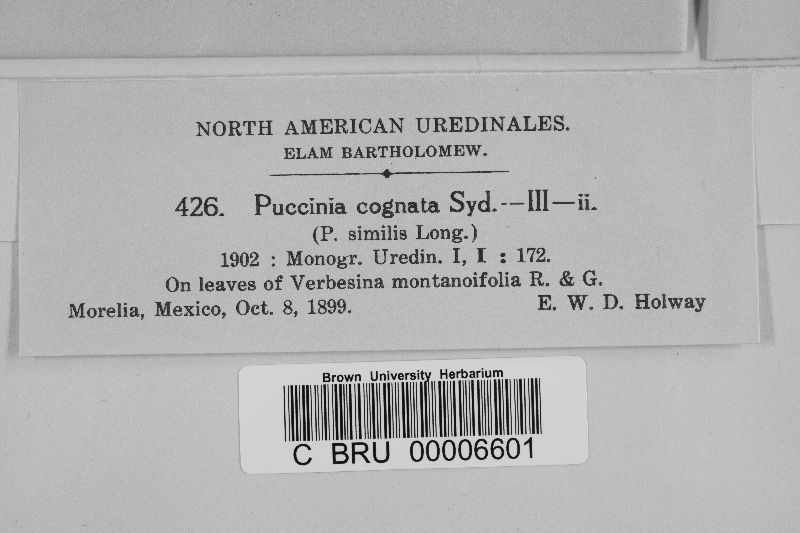 NORTH AMERICAN UREDINALES.
ELAM BARTHOLOMEW.
426. Puccinia cognata Syd.—III—ii.
(P. similis Long.)
1902 : Monogr. Uredin. I, I : 172.
On leaves of Verbesina montanoifolia R. & G.
Morelia, Mexico, Oct. 8, 1899. E. W. D. Holway
Brown University Herbarium
C BRU 00006601